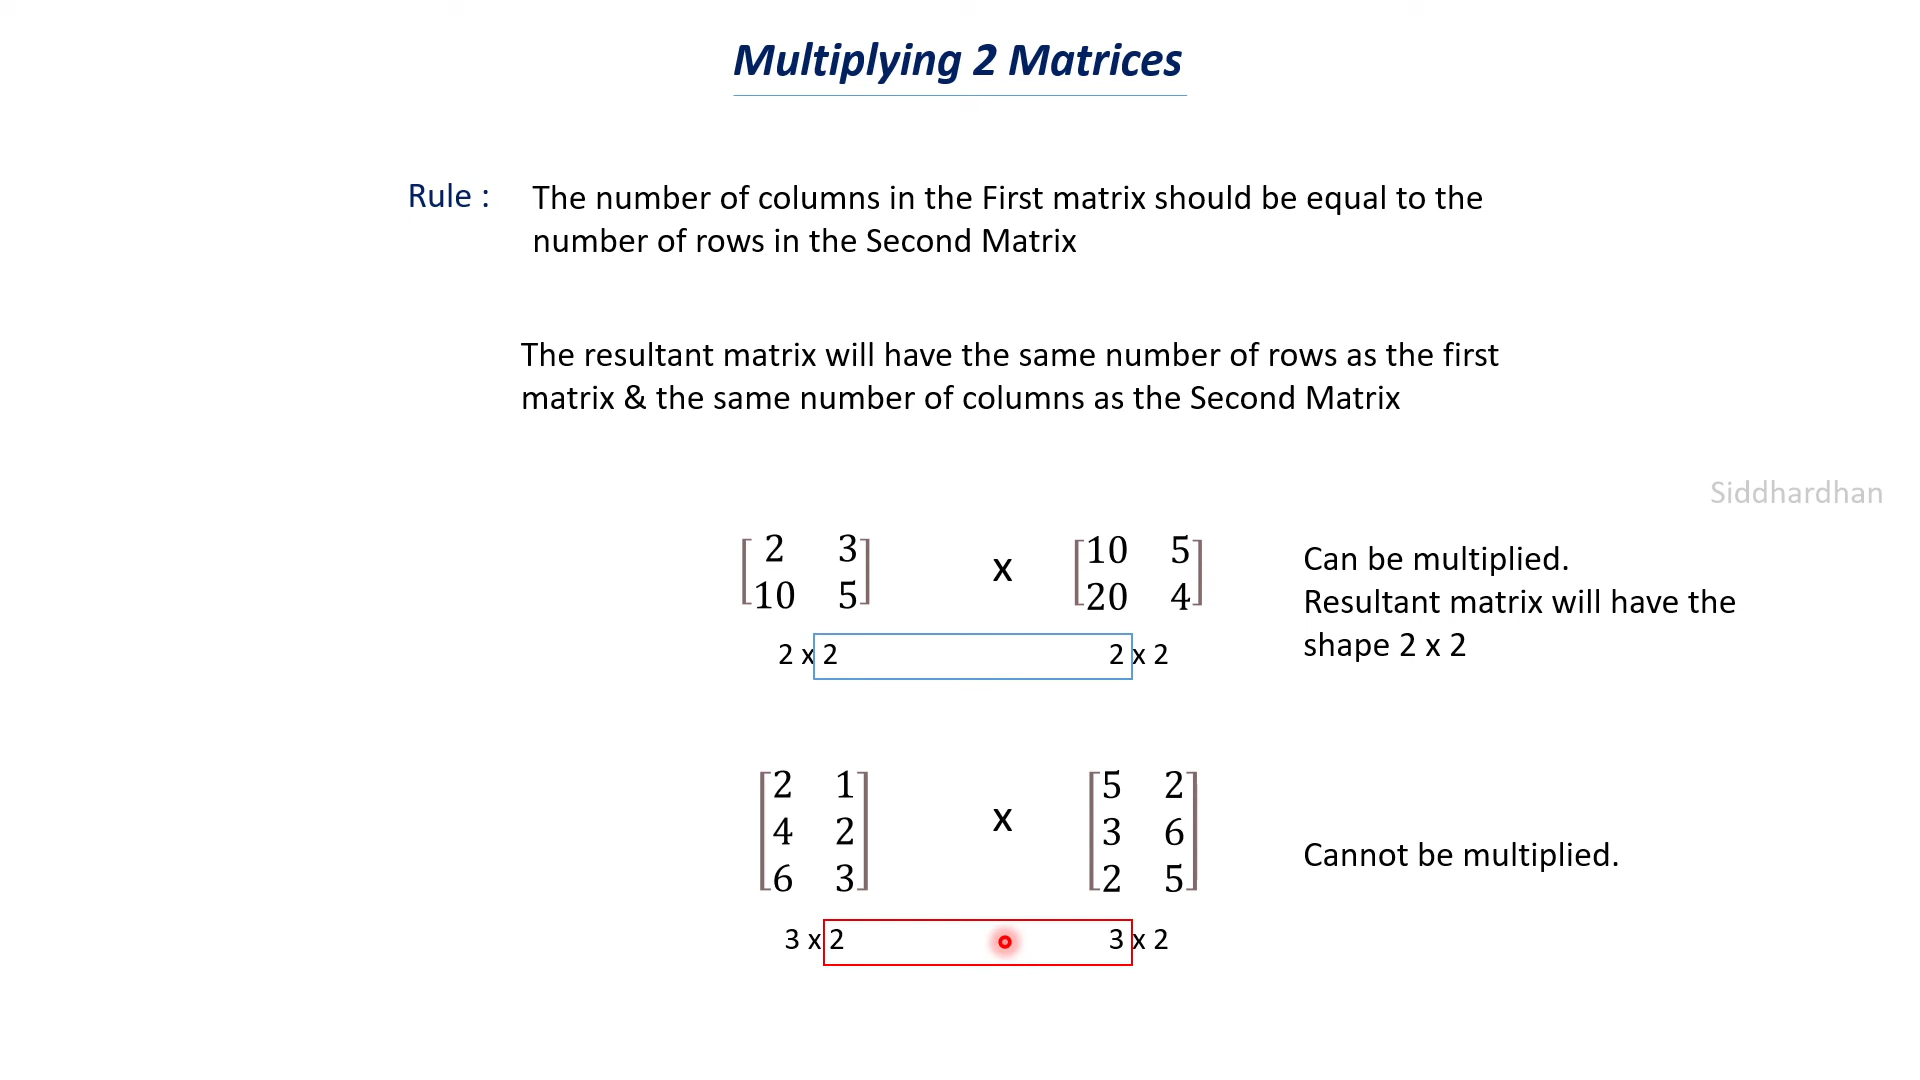 Multiplying 2 Matrices
Rule : The number of columns in the First matrix should be equal to the
number of rows in the Second Matrix
The resultant matrix will have the same number of rows as the first
matrix & the same number of columns as the Second Matrix
Siddhardhan
[2 3
10 5] x [10 5
20 4]
2 x 2 2 x 2
Can be multiplied.
Resultant matrix will have the
shape 2 x 2
[2 1
4 2
6 3] x [5 2
3 6
2 5]
3 x 2 3 x 2
Cannot be multiplied.